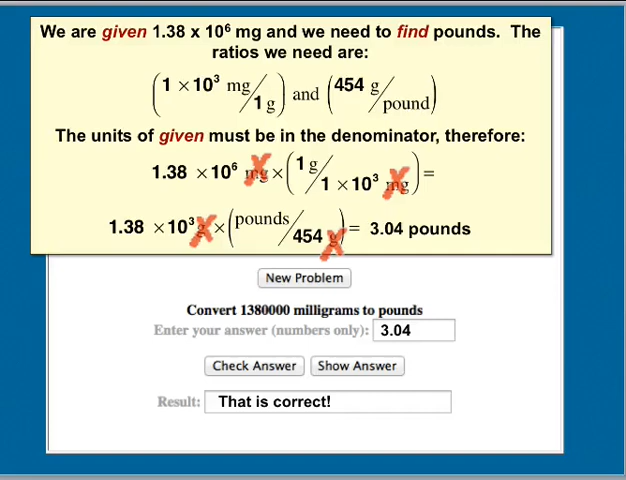 We are given 1.38 x 10⁶ mg and we need to find pounds. The
ratios we need are:
(1 × 10³ mg/1 g) and (454 g/pound)
The units of given must be in the denominator, therefore:
1.38 × 10⁶ mg × (1 g/1 × 10³ mg) =
1.38 × 10³ g × (pounds/454 g) = 3.04 pounds
New Problem
Convert 1380000 milligrams to pounds
Enter your answer (numbers only): 3.04
Check Answer Show Answer
Result: That is correct!